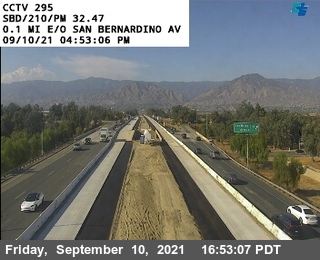 CCTV 295
SBD/210/PM 32.47
0.1 MI E/O SAN BERNARDINO AV
09/10/21 04:53:06 PM
Friday, September 10, 2021 16:53:07 PDT